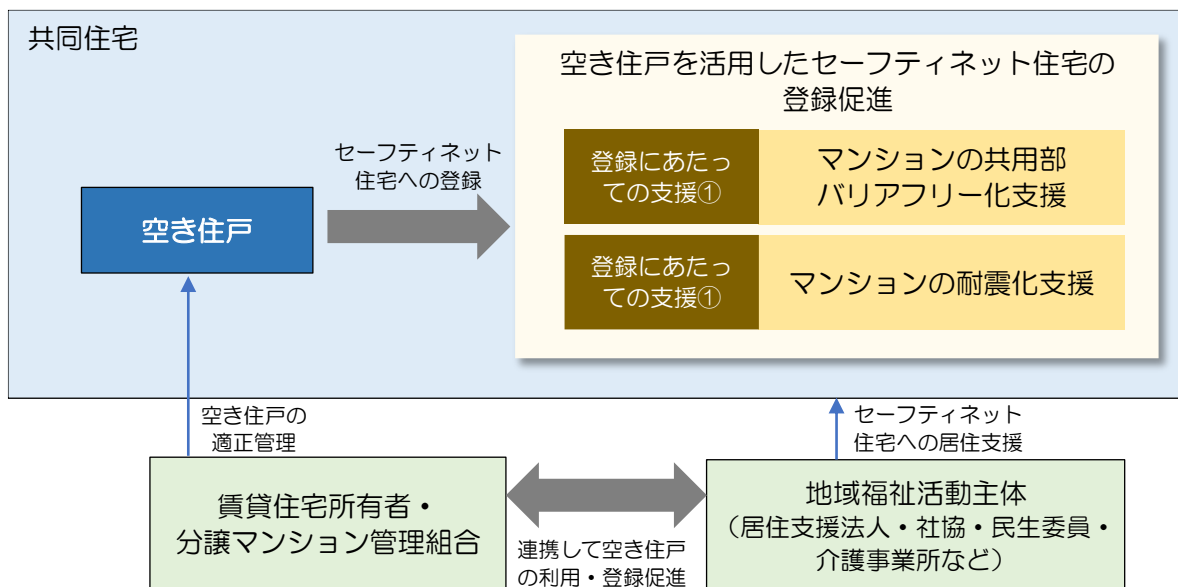 共同住宅
空き住戸を活用したセーフティネット住宅の
登録促進
セーフティネット
住宅への登録
登録にあたっ
ての支援①
マンションの共用部
バリアフリー化支援
空き住戸
登録にあたっ
ての支援①
マンションの耐震化支援
空き住戸の
適正管理
セーフティネット
住宅への居住支援
賃貸住宅所有者・
分譲マンション管理組合
連携して空き住戸
の利用・登録促進
地域福祉活動主体
（居住支援法人・社協・民生委員・
介護事業所など）